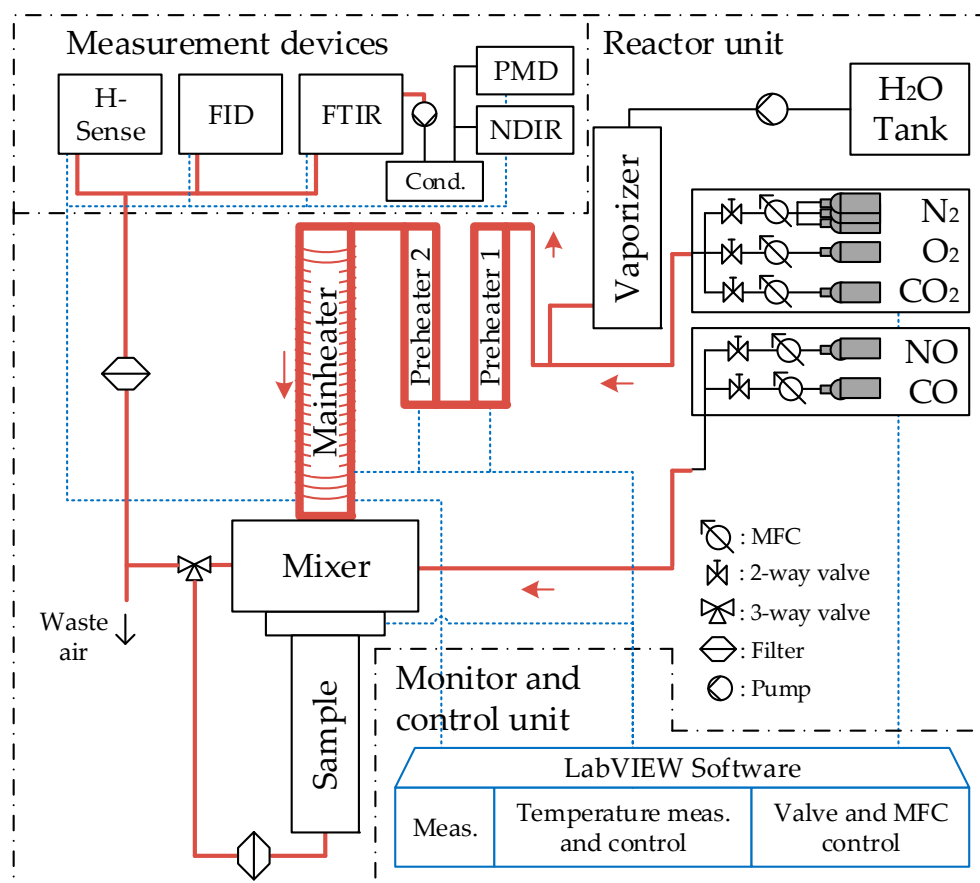 Measurement devices
Reactor unit
H-
Sense
FID
FTIR
PMD
NDIR
Cond.
H₂O
Tank
Vaporizer
N₂
O₂
CO₂
NO
CO
Mainheater
Preheater 2
Preheater 1
Mixer
Sample
Waste
air
: MFC
: 2-way valve
: 3-way valve
: Filter
: Pump
Monitor and
control unit
LabVIEW Software
Meas.
Temperature meas.
and control
Valve and MFC
control